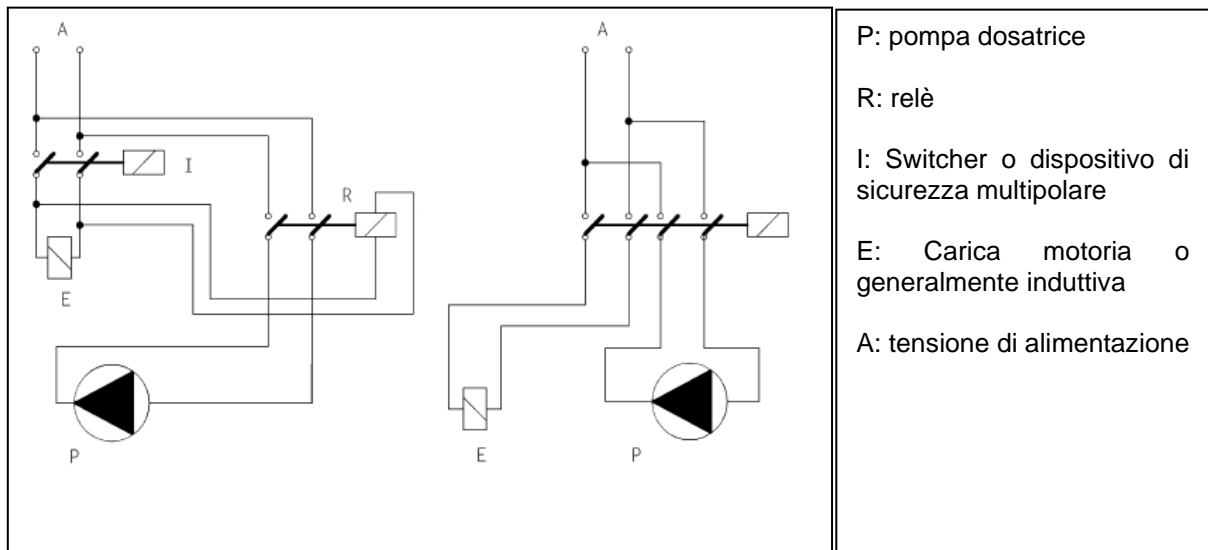 A
I
R
E
P
A
E
P
P: pompa dosatrice
R: relè
I: Switcher o dispositivo di
sicurezza multipolare
E: Carica motoria o
generalmente induttiva
A: tensione di alimentazione